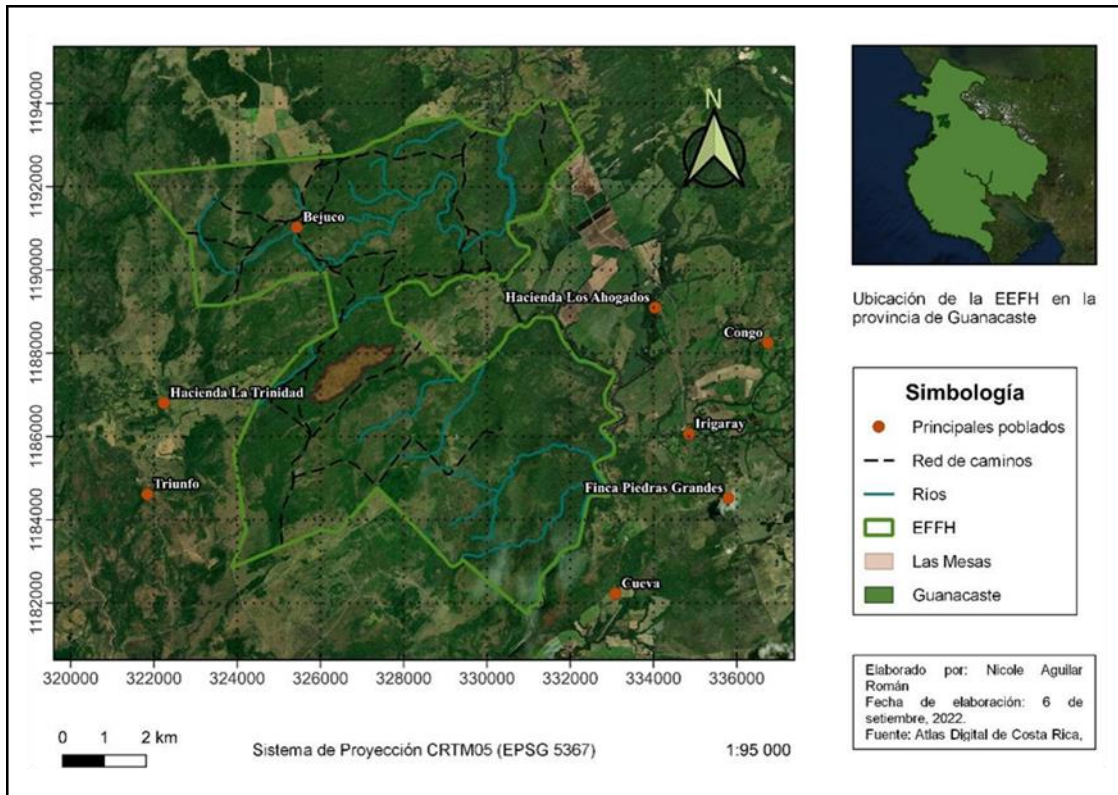 1194000
1192000
1190000
1188000
1186000
1184000
1182000
320000 322000 324000 326000 328000 330000 332000 334000 336000
N
Bejuco
Hacienda Los Ahogados
Congo
Hacienda La Trinidad
Irigaray
Triunfo
Finca Piedras Grandes
Cueva
0 1 2 km
Sistema de Proyección CRTM05 (EPSG 5367)
1:95 000
Ubicación de la EEFH en la
provincia de Guanacaste
Simbología
Principales poblados
Red de caminos
Ríos
EFFH
Las Mesas
Guanacaste
Elaborado por: Nicole Aguilar
Román
Fecha de elaboración: 6 de
setiembre, 2022.
Fuente: Atlas Digital de Costa Rica,